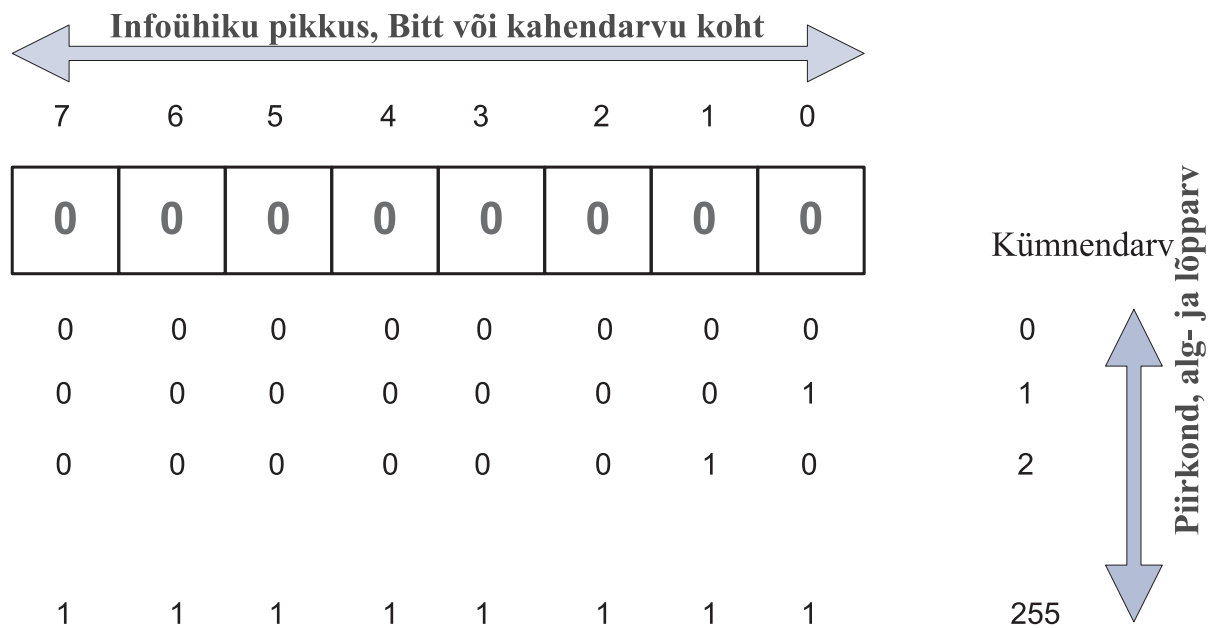 Infoühiku pikkus, Bitt või kahendarvu koht
7 6 5 4 3 2 1 0
0 0 0 0 0 0 0 0
Kümnendarv
0 0 0 0 0 0 0 0 0
0 0 0 0 0 0 0 1 1
0 0 0 0 0 0 1 0 2
1 1 1 1 1 1 1 1 255
Piirkond, alg- ja lõpparv